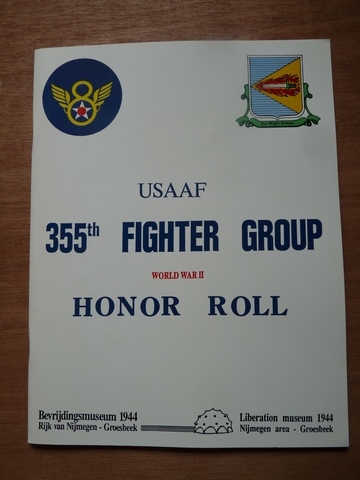 USAAF
355th FIGHTER GROUP
WORLD WAR II
HONOR ROLL
Bevrijdingsmuseum 1944
Rijk van Nijmegen - Groesbeek
Liberation museum 1944
Nijmegen area - Groesbeek